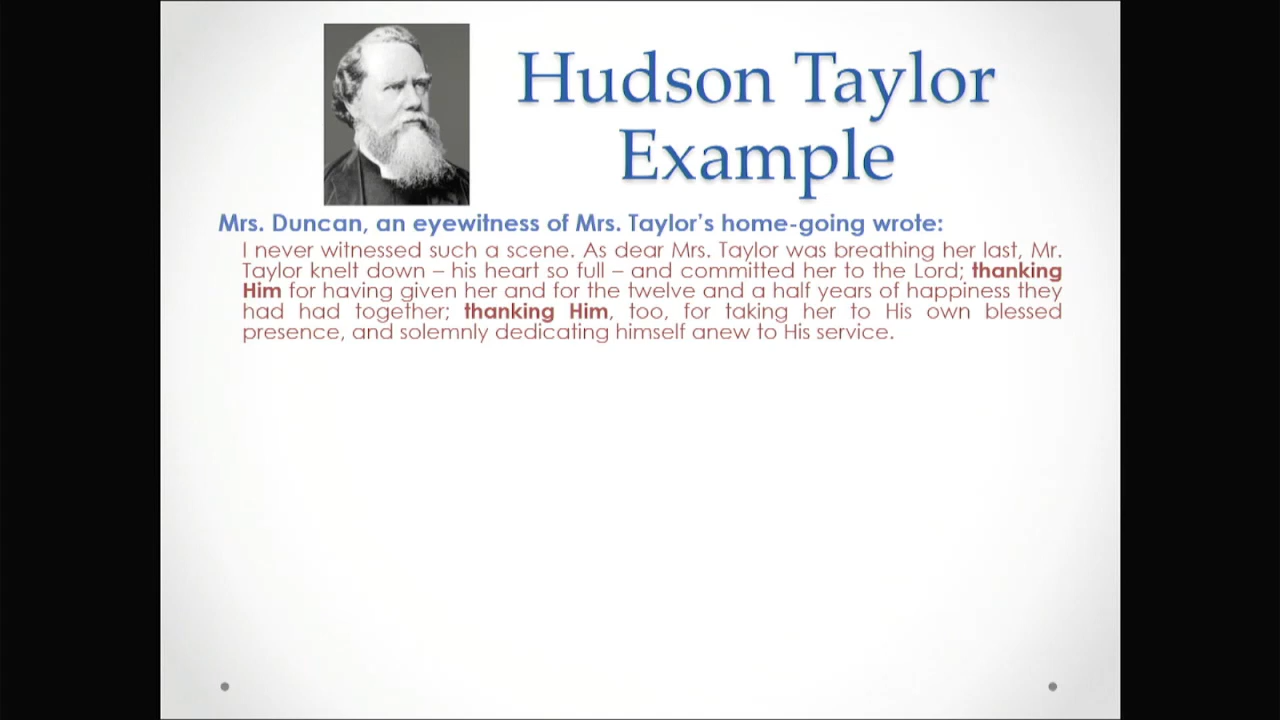 Hudson Taylor
Example
Mrs. Duncan, an eyewitness of Mrs. Taylor's home-going wrote:
I never witnessed such a scene. As dear Mrs. Taylor was breathing her last, Mr.
Taylor knelt down – his heart so full – and committed her to the Lord; thanking
Him for having given her and for the twelve and a half years of happiness they
had had together; thanking Him, too, for taking her to His own blessed
presence, and solemnly dedicating himself anew to His service.